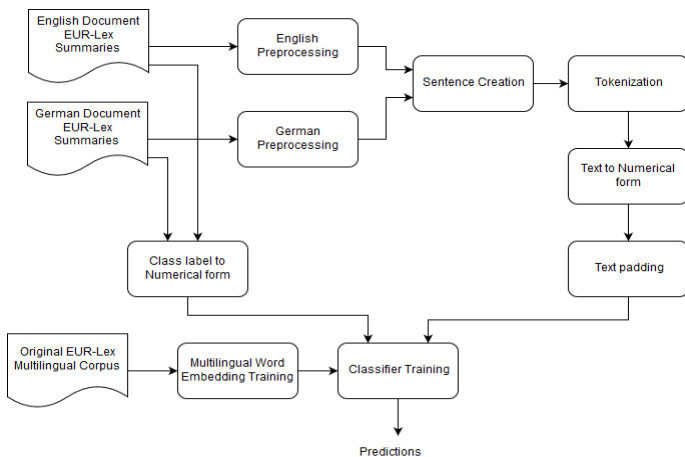 English Document
EUR-Lex
Summaries
English
Preprocessing
Sentence Creation
Tokenization
German Document
EUR-Lex
Summaries
German
Preprocessing
Text to Numerical
form
Class label to
Numerical form
Text padding
Original EUR-Lex
Multilingual Corpus
Multilingual Word
Embedding Training
Classifier Training
Predictions